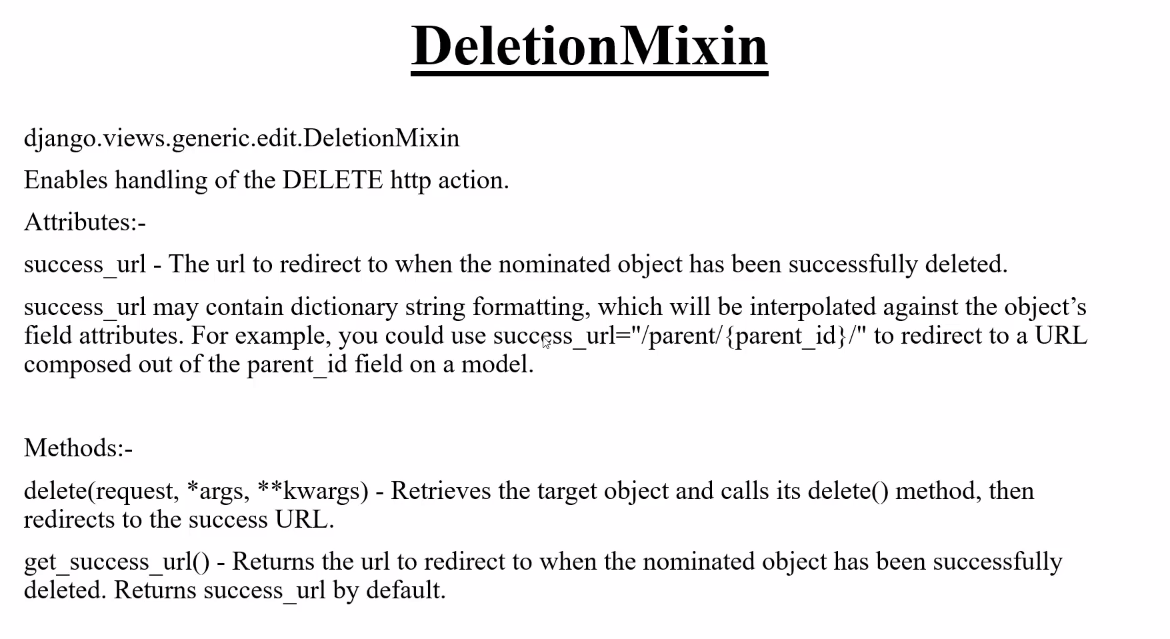 DeletionMixin
django.views.generic.edit.DeletionMixin
Enables handling of the DELETE http action.
Attributes:-
success_url - The url to redirect to when the nominated object has been successfully deleted.
success_url may contain dictionary string formatting, which will be interpolated against the object’s
field attributes. For example, you could use success_url="/parent/{parent_id}/" to redirect to a URL
composed out of the parent_id field on a model.
Methods:-
delete(request, *args, **kwargs) - Retrieves the target object and calls its delete() method, then
redirects to the success URL.
get_success_url() - Returns the url to redirect to when the nominated object has been successfully
deleted. Returns success_url by default.